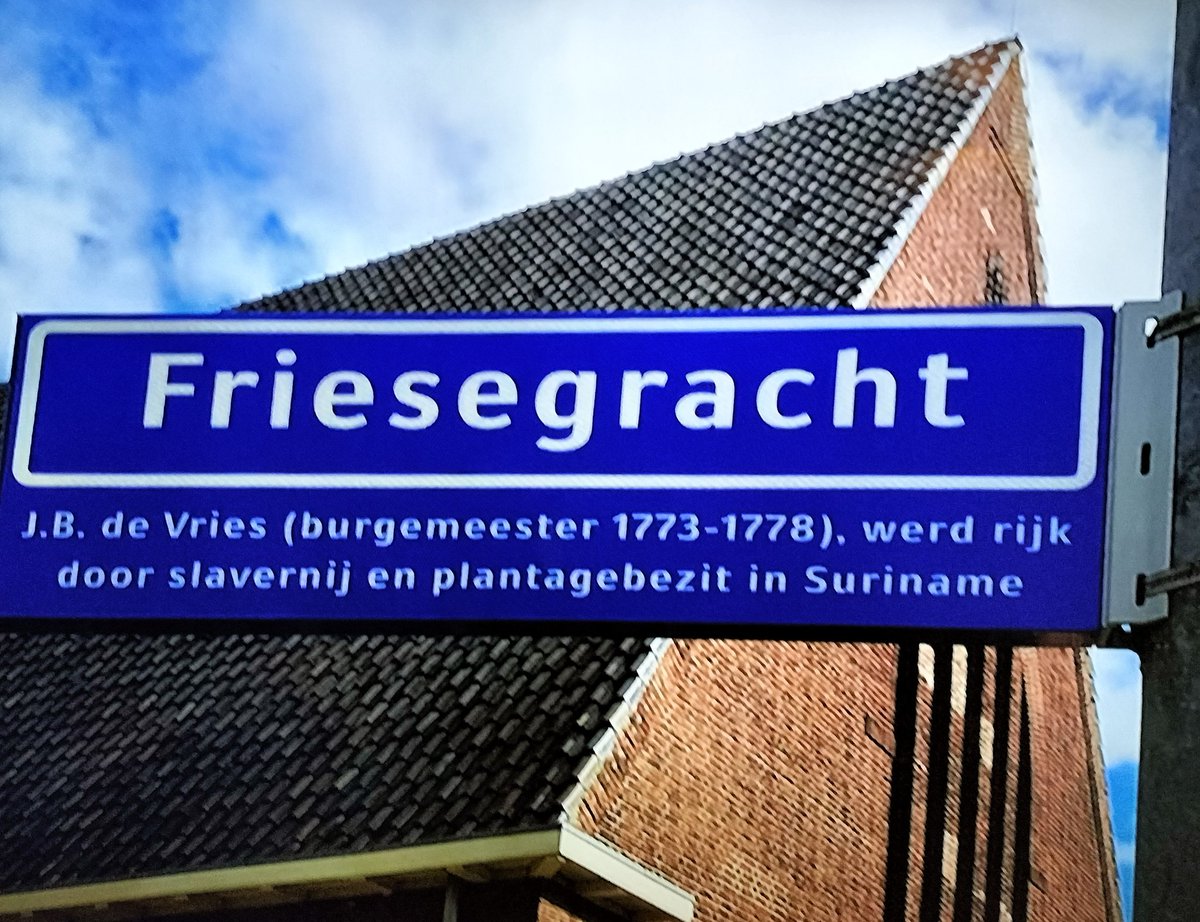 Friesegracht
J.B. de Vries (burgemeester 1773-1778), werd rijk
door slavernij en plantagebezit in Suriname